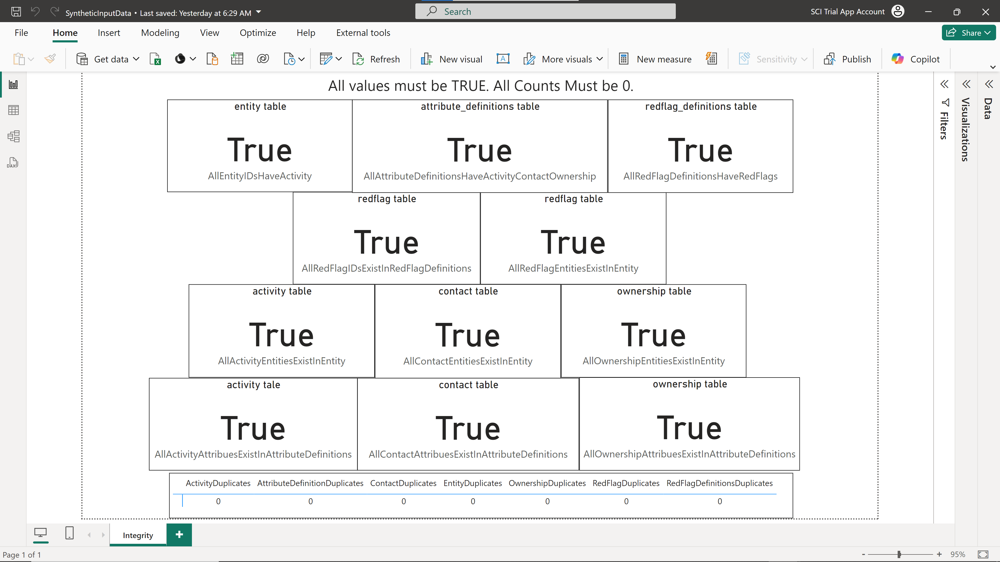 SyntheticInputData • Last saved: Yesterday at 6:29 AM
Search
SCI Trial App Account
File Home Insert Modeling View Optimize Help External tools
Share
Get data
Refresh
New visual
A
More visuals
New measure
Sensitivity
Publish
Copilot
DAX
All values must be TRUE. All Counts Must be 0.
entity table
True
AllEntityIDsHaveActivity
attribute_definitions table
True
AllAttributeDefinitionsHaveActivityContactOwnership
redflag_definitions table
True
AllRedFlagDefinitionsHaveRedFlags
redflag table
True
AllRedFlagIDsExistInRedFlagDefinitions
redflag table
True
AllRedFlagEntitiesExistInEntity
activity table
True
AllActivityEntitiesExistInEntity
contact table
True
AllContactEntitiesExistInEntity
ownership table
True
AllOwnershipEntitiesExistInEntity
activity tale
True
AllActivityAttribuesExistInAttributeDefinitions
contact table
True
AllContactAttribuesExistInAttributeDefinitions
ownership table
True
AllOwnershipAttribuesExistInAttributeDefinitions
ActivityDuplicates AttributeDefinitionDuplicates ContactDuplicates EntityDuplicates OwnershipDuplicates RedFlagDuplicates RedFlagDefinitionsDuplicates
0 0 0 0 0 0 0
Filters
Visualizations
Data
Integrity
Page 1 of 1
- + 95%